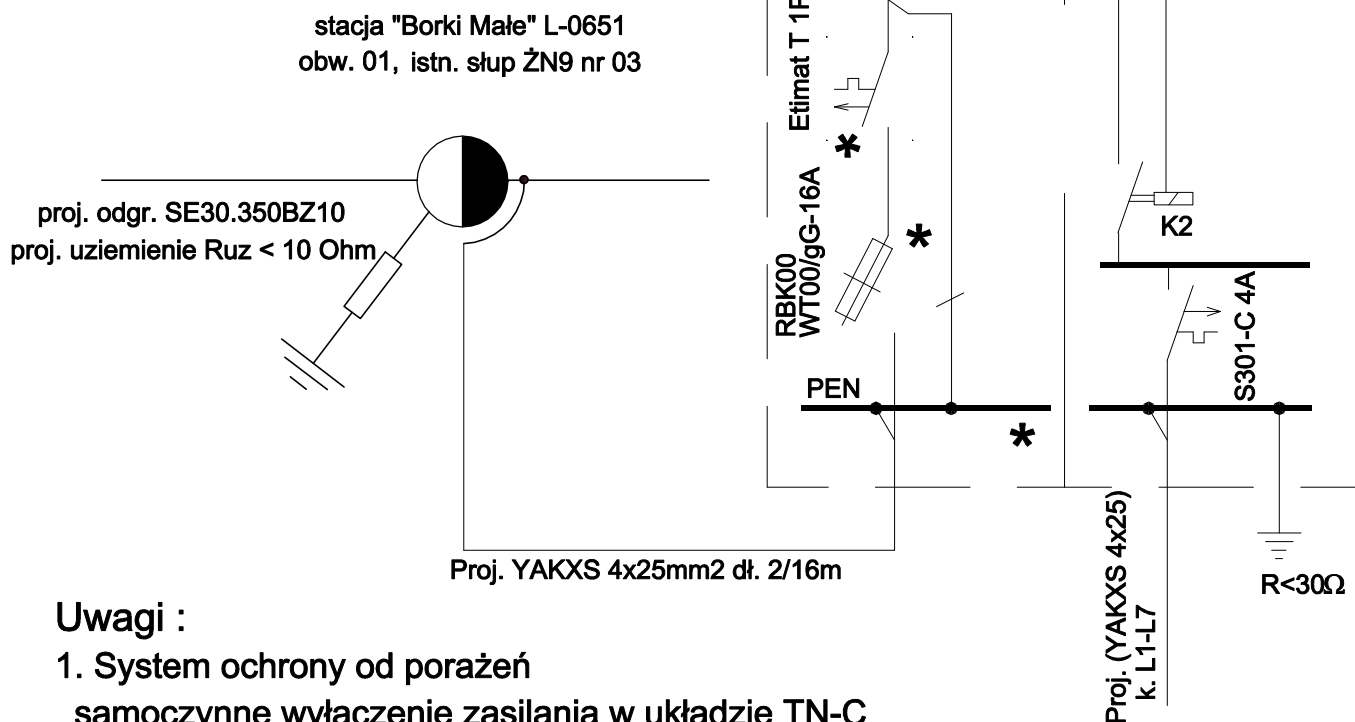 stacja "Borki Małe" L-0651
obw. 01, istn. słup ŻN9 nr 03
proj. odgr. SE30.350BZ10
proj. uziemienie Ruz < 10 Ohm
Etimat T
RBK00
WT00/gG-16A
*
*
PEN
*
K2
S301-C 4A
R<30Ω
Proj. (YAKXS 4x25)
k. L1-L7
Proj. YAKXS 4x25mm2 dł. 2/16m
Uwagi :
1. System ochrony od porażeń
samoczynne wyłączenie zasilania w układzie TN-C